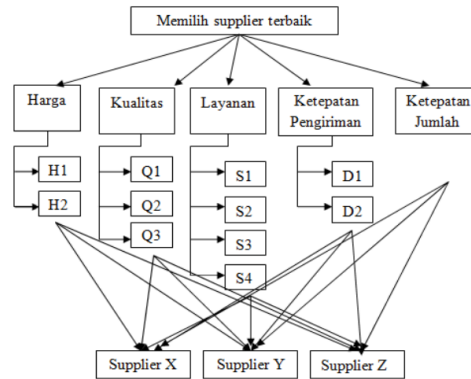 Memilih supplier terbaik
Harga
Kualitas
Layanan
Ketepatan
Pengiriman
Ketepatan
Jumlah
H1
H2
Q1
Q2
Q3
S1
S2
S3
S4
D1
D2
Supplier X
Supplier Y
Supplier Z